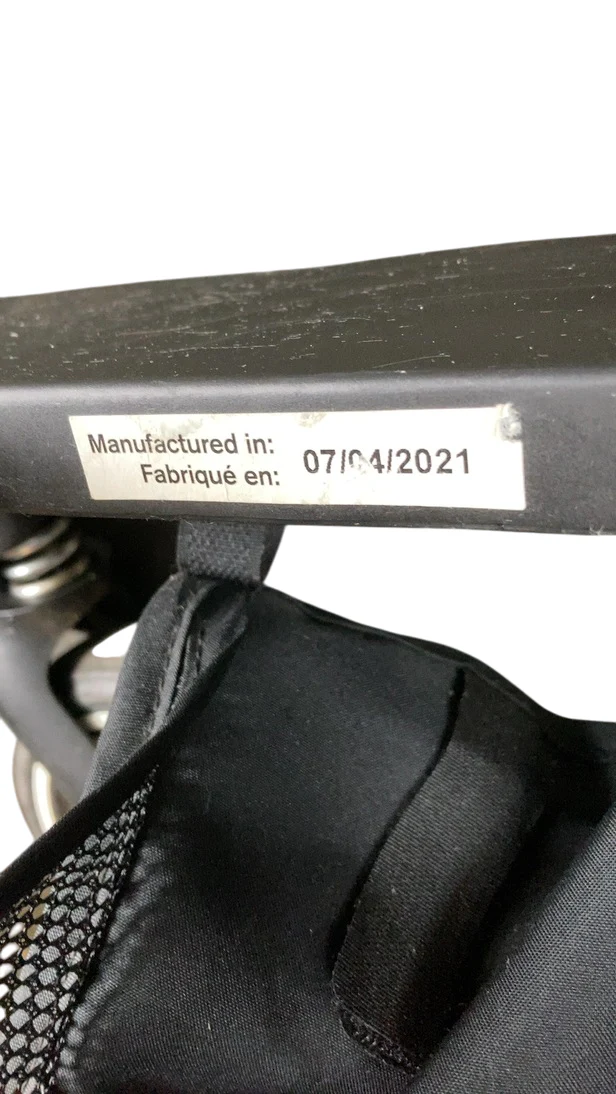 Manufactured in:
Fabriqué en:
07/04/2021